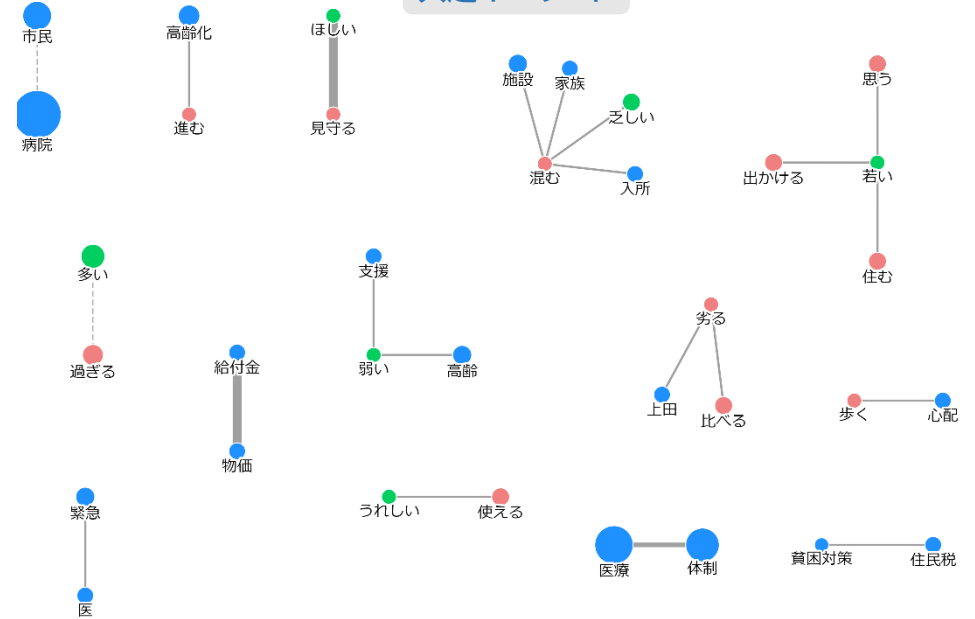 市民
高齢化
ほしい
病院
進む
見守る
施設
家族
乏しい
混む
入所
思う
出かける
若い
住む
多い
過ぎる
給付金
物価
支援
弱い
高齢
劣る
上田
比べる
歩く
心配
緊急
医
うれしい
使える
医療
体制
貧困対策
住民税